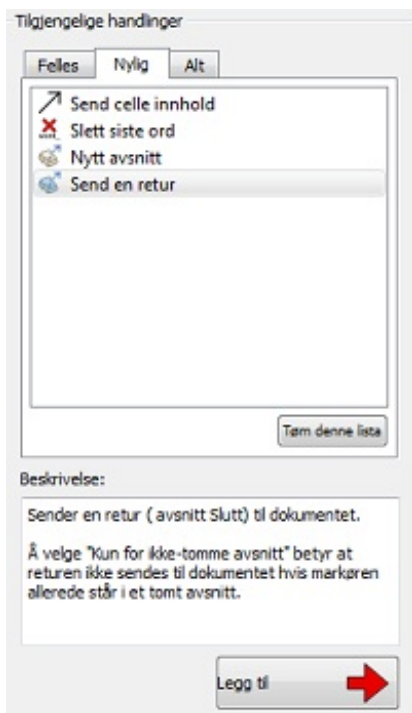 Tilgjengelige handlinger
Felles Nylig Alt
Send celle innhold
Slett siste ord
Nytt avsnitt
Send en retur
Tøm denne lista
Beskrivelse:
Sender en retur ( avsnitt Slutt) til dokumentet.
Å velge "Kun for ikke-tomme avsnitt" betyr at
returen ikke sendes til dokumentet hvis markøren
allerede står i et tomt avsnitt.
Legg til